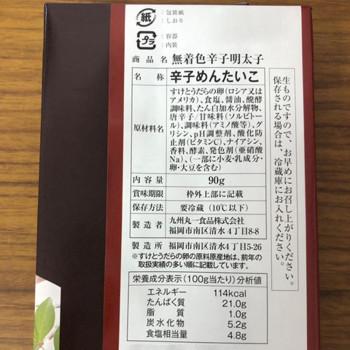 紙
：包装紙
：しおり
プラ
：容器
：内装
商品名 無着色辛子明太子
名称 辛子めんたいこ
原材料名 すけとうだらの卵(ロシア又は
アメリカ)、食塩、醤油、醗酵
調味料、たん白加水分解物、
唐辛子/甘味料(ソルビトー
ル)、調味料(アミノ酸等)、グ
リシン、pH調整剤、酸化防
止剤(ビタミンC)、ナイアシン、
香料、酵素、発色剤(亜硝酸
Na)、(一部に小麦・乳成分・
卵・大豆を含む)
内容量 90g
賞味期限 枠外上部に記載
保存方法 要冷蔵(10℃以下)
製造者 九州丸一食品株式会社
福岡市南区清水4丁目8-8
製造所 福岡市南区清水4丁目5-26
※すけとうだらの卵の原料原産地は、前年
の取扱実績の多い順に記載しています。
栄養成分表示(100g当たり)分析値
エネルギー 114kcal
たんぱく質 21.0g
脂質 1.0g
炭水化物 5.2g
食塩相当量 4.8g
生ものですので、お早めにお召し上がりください。
保存される場合は、冷蔵庫にお入れください。